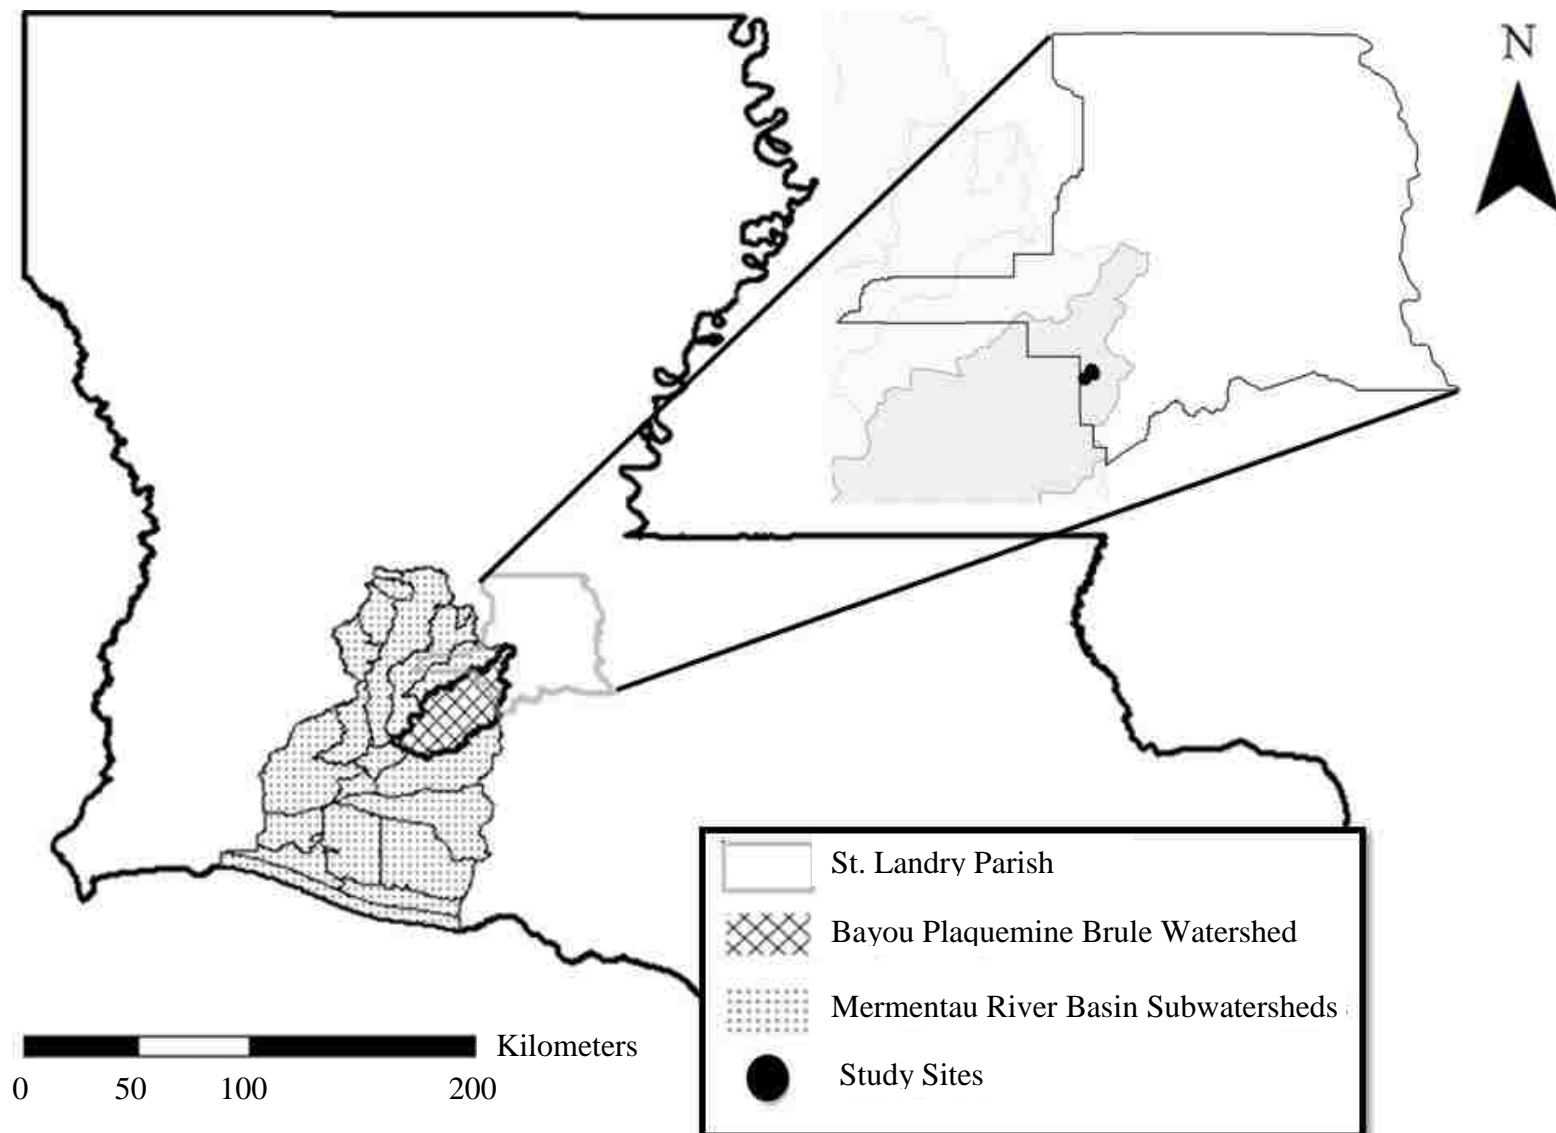 N
St. Landry Parish
Bayou Plaquemine Brule Watershed
Mermentau River Basin Subwatersheds
Study Sites
Kilometers
0 50 100 200